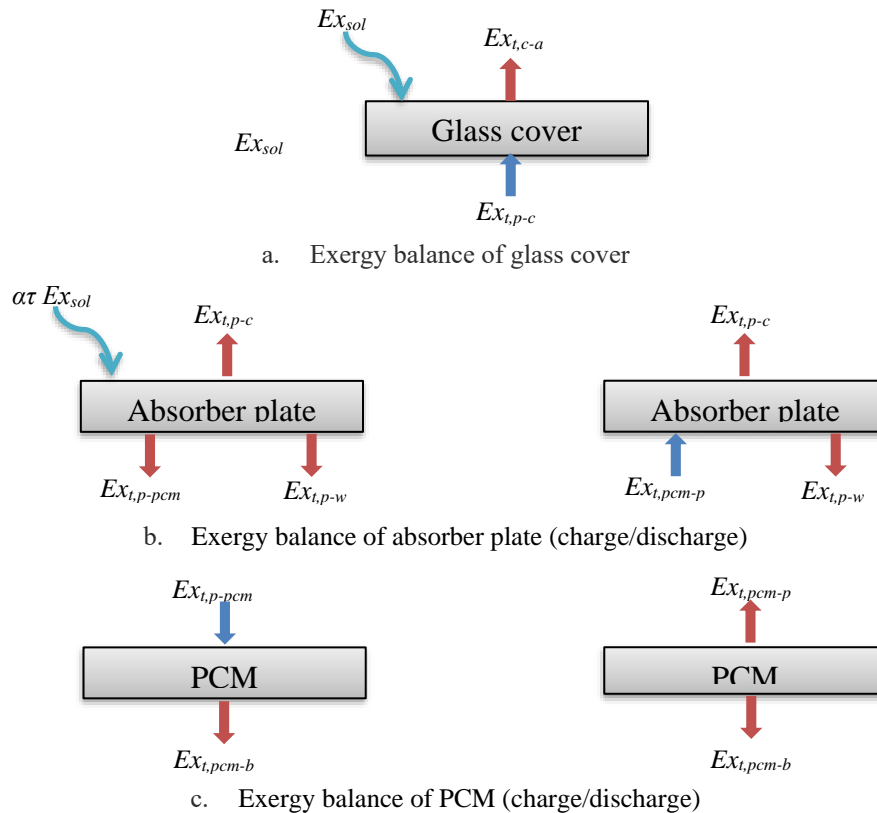 Ex_sol
Ex_t,c-a
Glass cover
Ex_sol
Ex_t,p-c
a. Exergy balance of glass cover
ατ Ex_sol
Ex_t,p-c Ex_t,p-c
Absorber plate Absorber plate
Ex_t,p-pcm Ex_t,p-w Ex_t,pcm-p Ex_t,p-w
b. Exergy balance of absorber plate (charge/discharge)
Ex_t,p-pcm Ex_t,pcm-p
PCM PCM
Ex_t,pcm-b Ex_t,pcm-b
c. Exergy balance of PCM (charge/discharge)